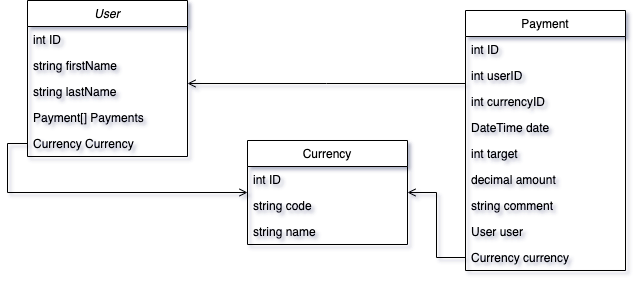 User
int ID
string firstName
string lastName
Payment[] Payments
Currency Currency
Currency
int ID
string code
string name
Payment
int ID
int userID
int currencyID
DateTime date
int target
decimal amount
string comment
User user
Currency currency